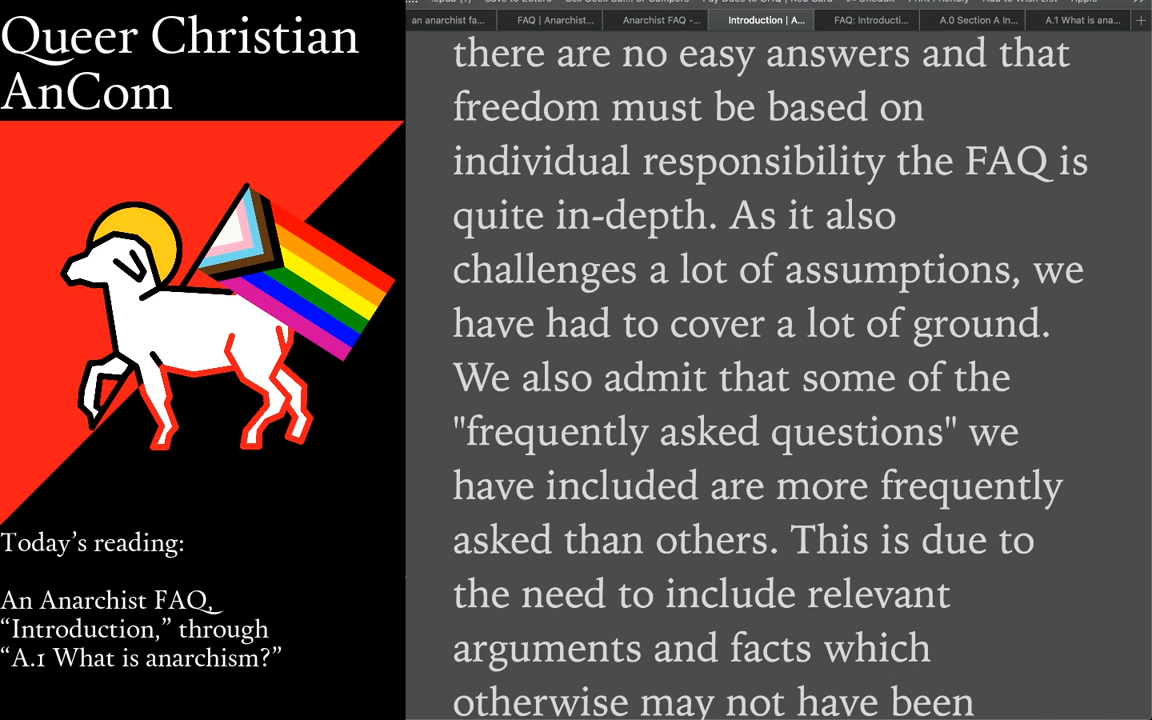 Queer Christian
AnCom
Today's reading:
An Anarchist FAQ,
“Introduction,” through
“A.1 What is anarchism?”
an anarchist fa...
FAQ | Anarchist...
Anarchist FAQ -...
Introduction | A...
FAQ: Introducti...
A.0 Section A In...
A.1 What is ana...
there are no easy answers and that
freedom must be based on
individual responsibility the FAQ is
quite in-depth. As it also
challenges a lot of assumptions, we
have had to cover a lot of ground.
We also admit that some of the
"frequently asked questions" we
have included are more frequently
asked than others. This is due to
the need to include relevant
arguments and facts which
otherwise may not have been